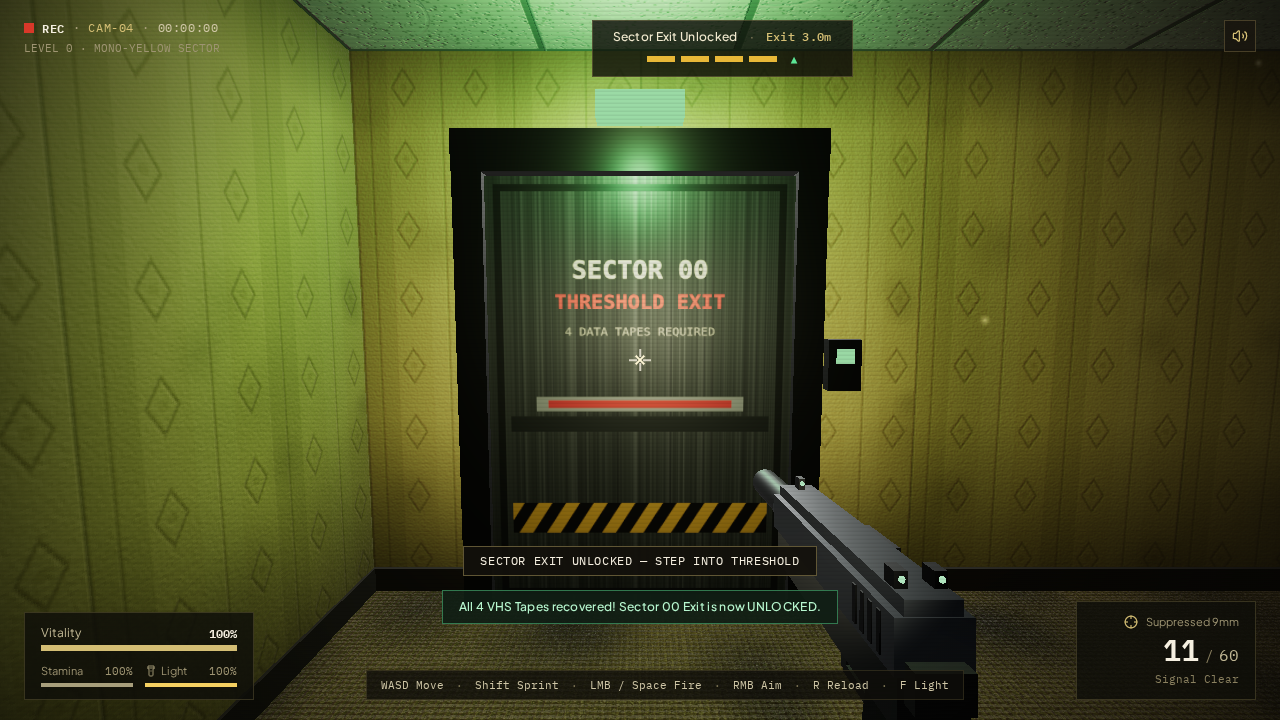 REC · CAM-04 · 00:00:00
LEVEL 0 · MONO-YELLOW SECTOR
Sector Exit Unlocked · Exit 3.0m
SECTOR 00
THRESHOLD EXIT
4 DATA TAPES REQUIRED
SECTOR EXIT UNLOCKED — STEP INTO THRESHOLD
All 4 VHS Tapes recovered! Sector 00 Exit is now UNLOCKED.
Vitality 100%
Stamina 100% Light 100%
WASD Move · Shift Sprint · LMB / Space Fire · RMB Aim · R Reload · F Light
Suppressed 9mm
11 / 60
Signal Clear